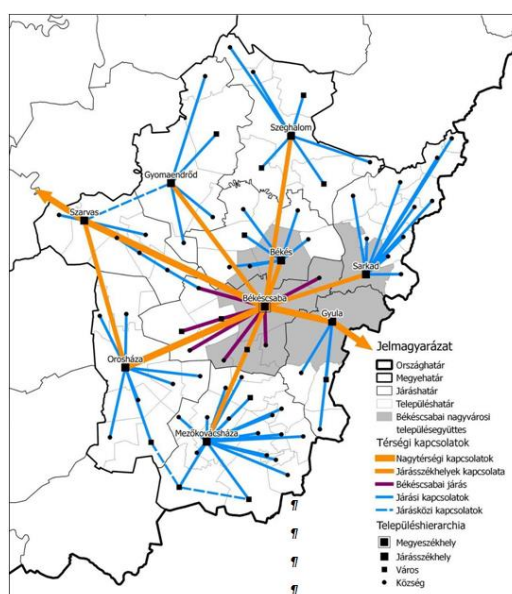 Szeghalom
Gyomaendrőd
Szarvas
Békés
Sarkad
Békéscsaba
Gyula
Orosháza
Mezőkovácsháza
Jelmagyarázat
Országhatár
Megyehatár
Járáshatár
Településhatár
Békéscsabai nagyvárosi
településegyüttes
Térségi kapcsolatok
Nagytérségi kapcsolatok
Járásszékhelyek kapcsolata
Békéscsabai járás
Járási kapcsolatok
Járásközi kapcsolatok
Településhierarchia
Megyeszékhely
Járásszékhely
Város
Község
¶
¶
¶
¶